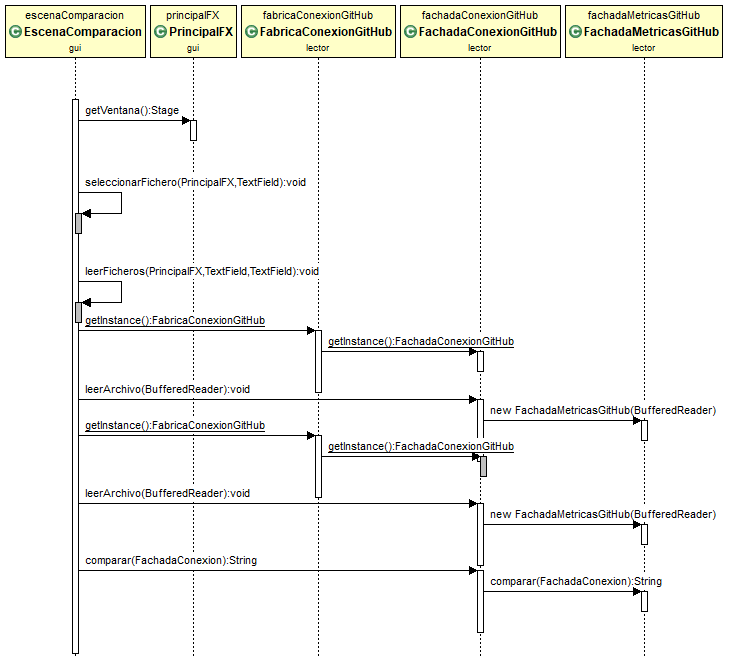 escenaComparacion
C EscenaComparacion
gui
principalFX
C PrincipalFX
gui
fabricaConexionGitHub
C FabricaConexionGitHub
lector
fachadaConexionGitHub
C FachadaConexionGitHub
lector
fachadaMetricasGitHub
C FachadaMetricasGitHub
lector
getVentana():Stage
seleccionarFichero(PrincipalFX,TextField):void
leerFicheros(PrincipalFX,TextField,TextField):void
getInstance():FabricaConexionGitHub
getInstance():FachadaConexionGitHub
leerArchivo(BufferedReader):void
new FachadaMetricasGitHub(BufferedReader)
getInstance():FabricaConexionGitHub
getInstance():FachadaConexionGitHub
leerArchivo(BufferedReader):void
new FachadaMetricasGitHub(BufferedReader)
comparar(FachadaConexion):String
comparar(FachadaConexion):String